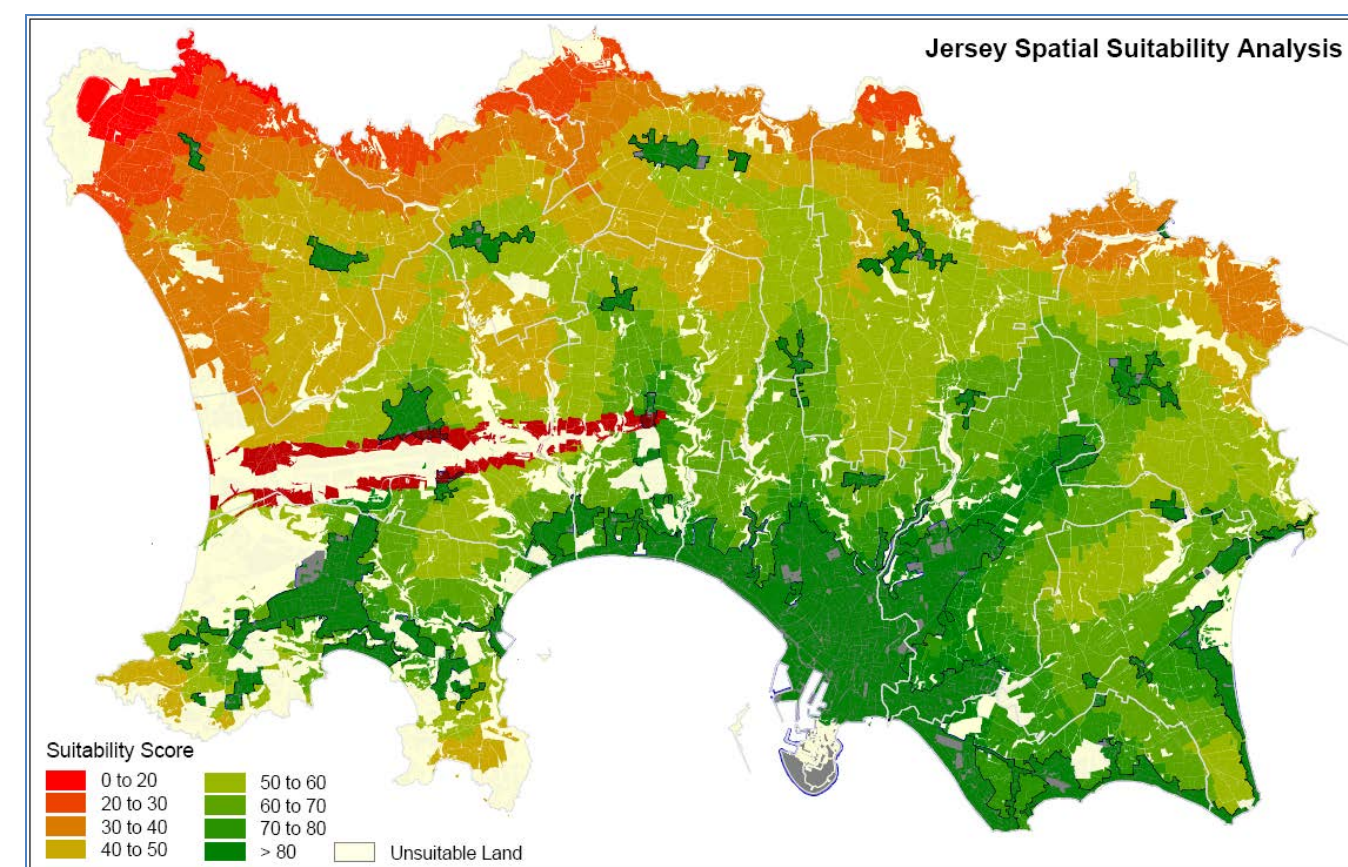 Jersey Spatial Suitability Analysis
Suitability Score
0 to 20
20 to 30
30 to 40
40 to 50
50 to 60
60 to 70
70 to 80
> 80
Unsuitable Land